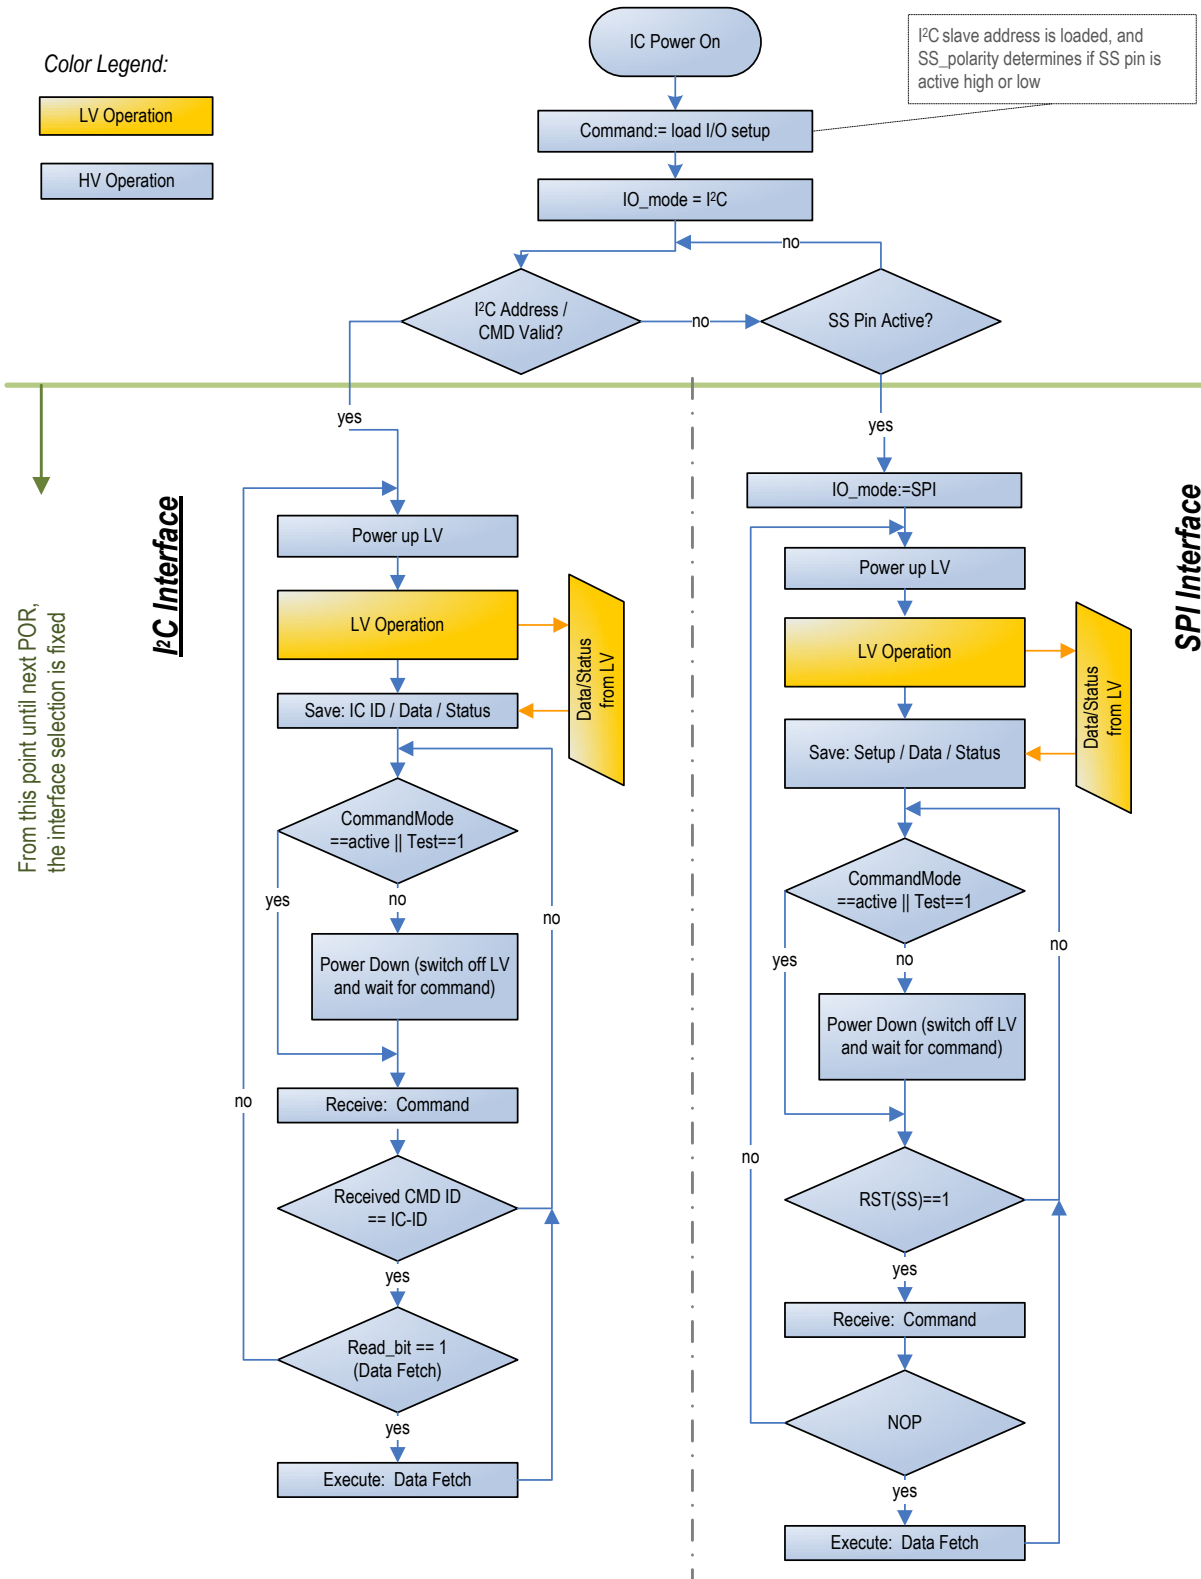 IC Power On
I²C slave address is loaded, and
SS_polarity determines if SS pin is
active high or low
Color Legend:
LV Operation
HV Operation
Command:= load I/O setup
IO_mode = I²C
no
I²C Address /
CMD Valid?
no
SS Pin Active?
yes
yes
From this point until next POR,
the interface selection is fixed
I²C Interface
Power up LV
LV Operation
Data/Status
from LV
Save: IC ID / Data / Status
CommandMode
==active || Test==1
yes
no
no
Power Down (switch off LV
and wait for command)
no
Receive: Command
Received CMD ID
== IC-ID
yes
Read_bit == 1
(Data Fetch)
yes
Execute: Data Fetch
SPI Interface
IO_mode:=SPI
Power up LV
LV Operation
Data/Status
from LV
Save: Setup / Data / Status
CommandMode
==active || Test==1
yes
no
no
Power Down (switch off LV
and wait for command)
no
RST(SS)==1
yes
Receive: Command
NOP
yes
Execute: Data Fetch